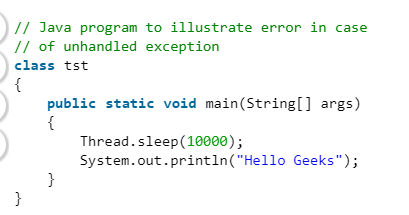 // Java program to illustrate error in case
// of unhandled exception
class tst
{
    public static void main(String[] args)
    {
        Thread.sleep(10000);
        System.out.println("Hello Geeks");
    }
}